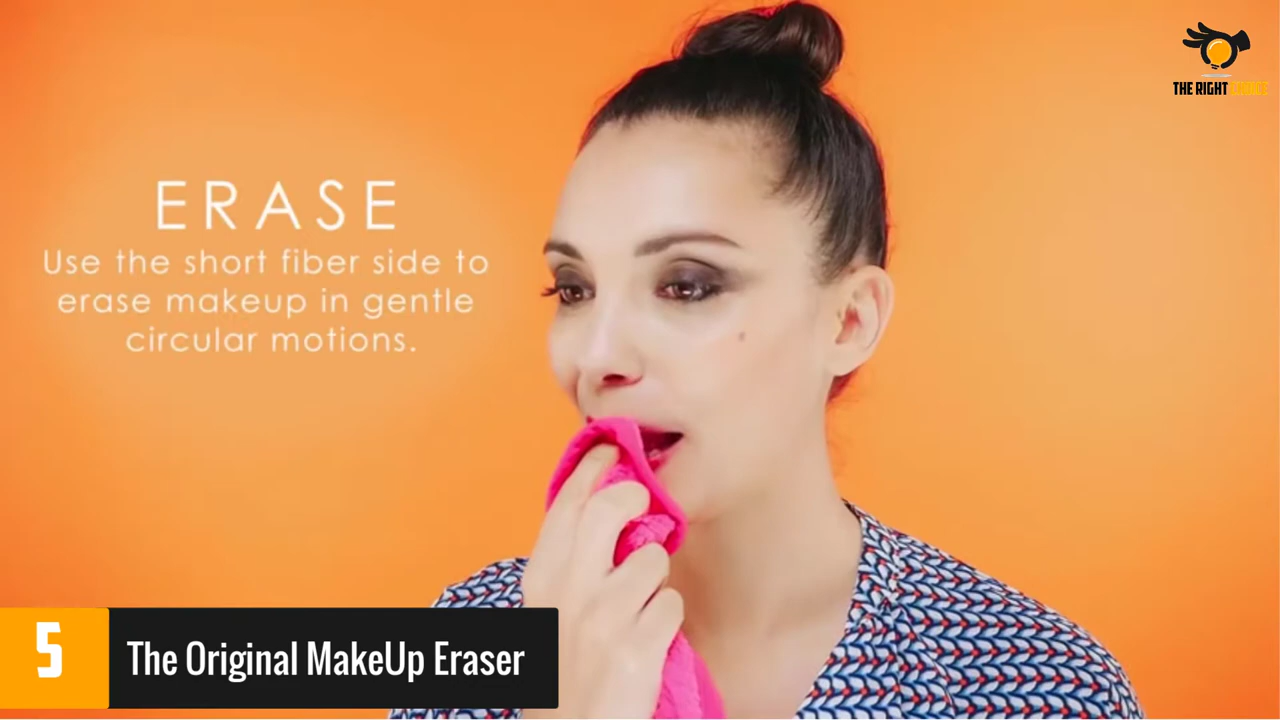 THE RIGHT CHOICE
ERASE
Use the short fiber side to
erase makeup in gentle
circular motions.
5
The Original MakeUp Eraser